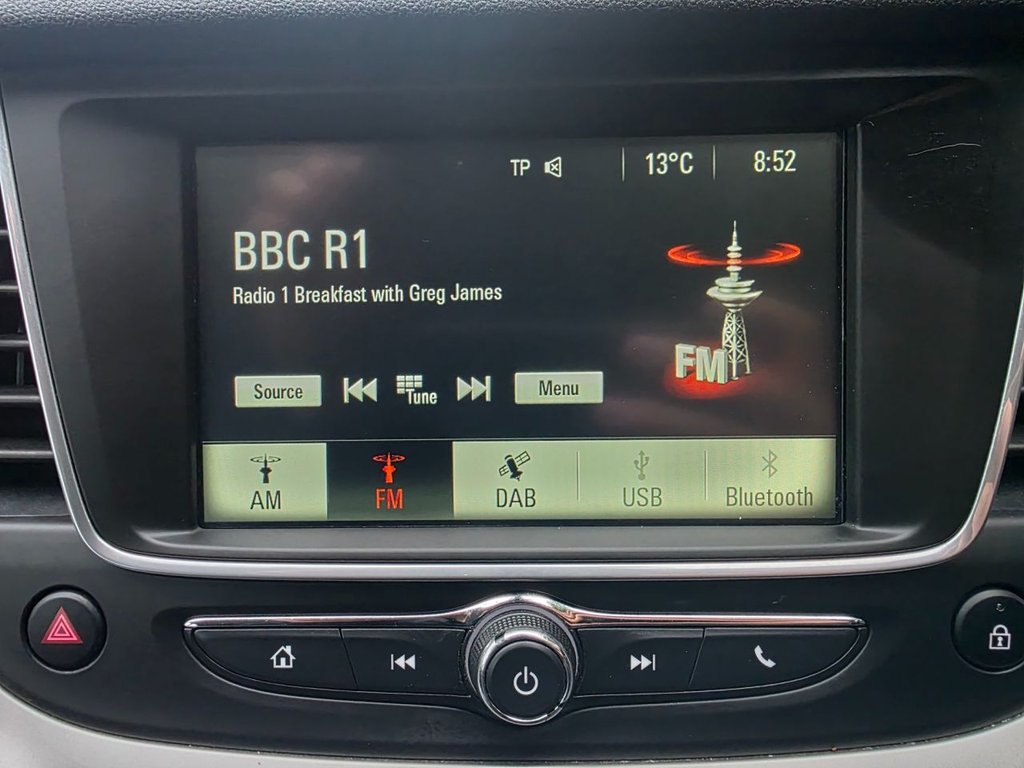 TP 13°C 8:52
BBC R1
Radio 1 Breakfast with Greg James
FM
Source Tune Menu
AM FM DAB USB Bluetooth